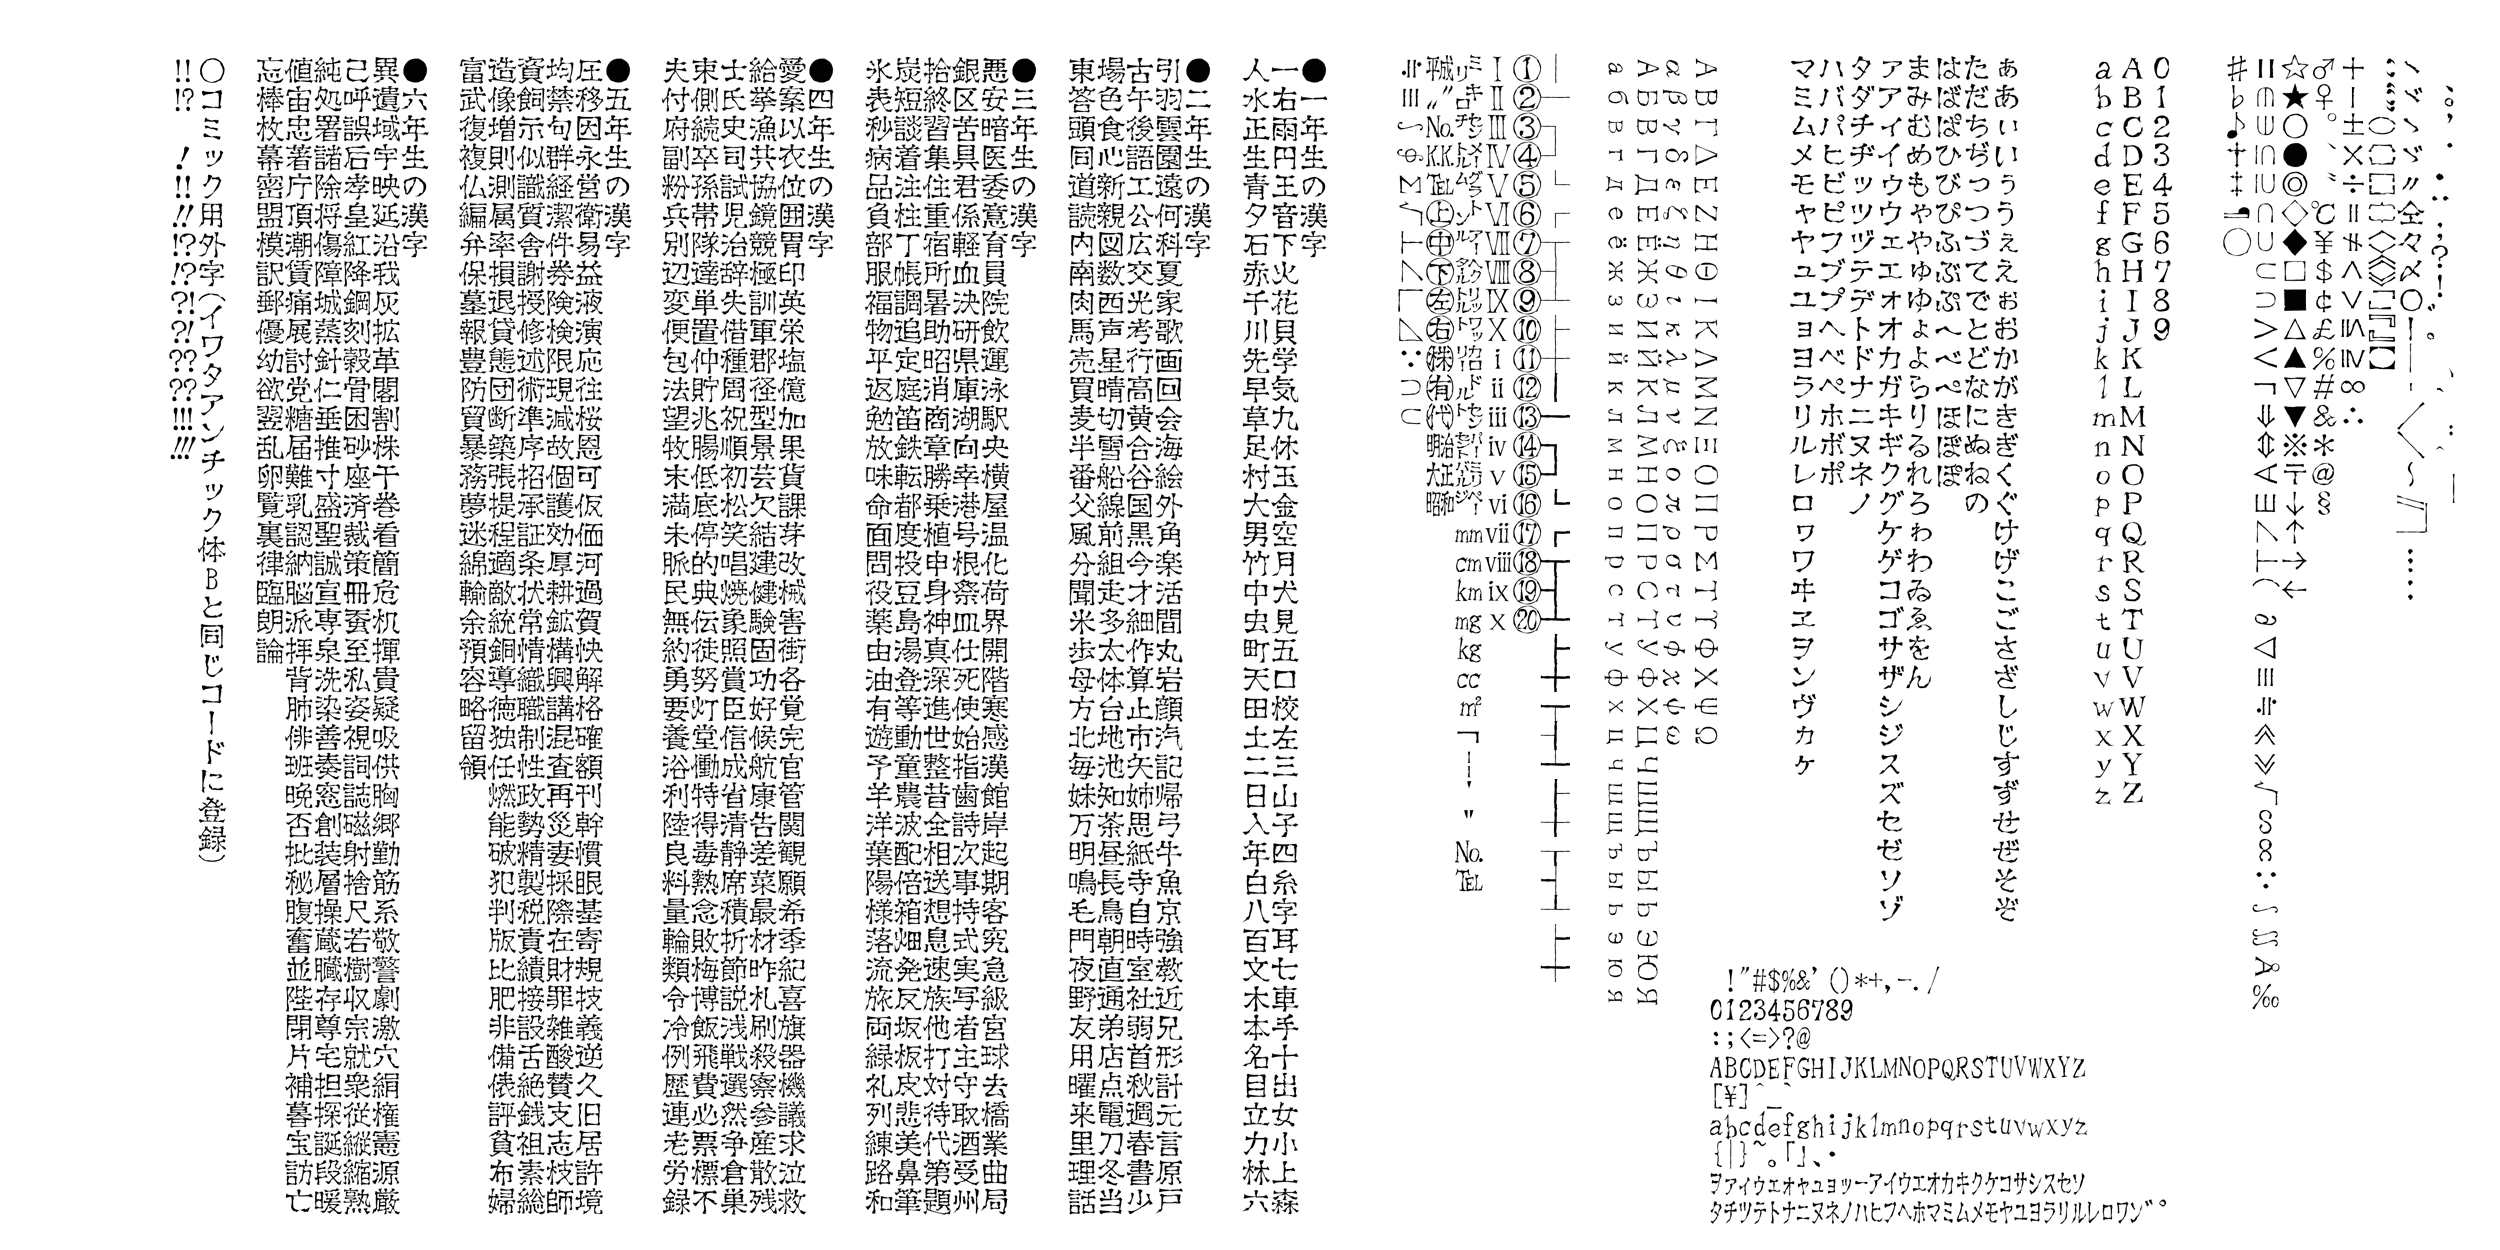 、。，．・：；？！゛゜´｀¨＾￣＿
ヽヾゝゞ〃仝々〆〇ー―‐／＼～∥｜…‥
‘’“”（）〔〕［］｛｝〈〉《》「」『』【】
＋－±×÷＝≠＜＞≦≧∞∴
♂♀°′″℃￥＄￠￡％＃＆＊＠§
☆★○●◎◇◆□■△▲▽▼※〒→←↑↓
〓∈∋⊆⊇⊂⊃∪∩∧∨¬⇒⇔∀∃∠⊥⌒∂∇≡≒≪≫√∽∝∵∫∬Å‰
♯♭♪†‡¶◯
0123456789
ABCDEFGHIJKLMNOPQRSTUVWXYZ
abcdefghijklmnopqrstuvwxyz
ぁあぃいぅうぇえぉおかがきぎくぐけげこごさざしじすずせぜそぞ
ただちぢっつづてでとどなにぬねの
はばぱひびぴふぶぷへべぺほぼぽ
まみむめもゃやゅゆょよらりるれろゎわゐゑをん
ァアィイゥウェエォオカガキギクグケゲコゴサザシジスズセゼソゾ
タダチヂッツヅテデトドナニヌネノ
ハバパヒビピフブプヘベペホボポ
マミムメモャヤュユョヨラリルレロヮワヰヱヲンヴヵヶ
ΑΒΓΔΕΖΗΘΙΚΛΜΝΞΟΠΡΣΤΥΦΧΨΩ
αβγδεζηθικλμνξοπρστυφχψω
АБВГДЕЁЖЗИЙКЛМНОПРСТУФХЦЧШЩЪЫЬЭЮЯ
абвгдеёжзийклмнопрстуфхцчшщъыьэюя
─│┌┐┘└├┬┤┴┼━┃┏┓┛┗┣┳┫┻╋┠┯┨┷┿┝┰┥┸╂
①②③④⑤⑥⑦⑧⑨⑩⑪⑫⑬⑭⑮⑯⑰⑱⑲⑳
ⅠⅡⅢⅣⅤⅥⅦⅧⅨⅩⅰⅱⅲⅳⅴⅵⅶⅷⅸⅹ
㍉㌔㌢㍍㌘㌧㌃㌶㍑㍗㌍㌦㌣㌫㍊㌻㎜㎝㎞㎎㎏㏄㎡￢￤＇＂№℡
㍻〝〟№㏍℡㊤㊥㊦㊧㊨㈱㈲㈹㍾㍽㍼
≒≡∫∮∑√⊥∠∟⊿∵∩∪
!"#$%&'()*+,-./
0123456789
:;<=>?@
ABCDEFGHIJKLMNOPQRSTUVWXYZ
[¥]^_`
abcdefghijklmnopqrstuvwxyz
{|}~｡｢｣､･
ｦｧｨｩｪｫｬｭｮｯｰｱｲｳｴｵｶｷｸｹｺｻｼｽｾｿ
ﾀﾁﾂﾃﾄﾅﾆﾇﾈﾉﾊﾋﾌﾍﾎﾏﾐﾑﾒﾓﾔﾕﾖﾗﾘﾙﾚﾛﾜﾝﾞﾟ
●一年生の漢字
一右雨円王音下火花貝学気九休玉金空月犬見五口校左三山子四糸字耳七車手十出女小上森
人水正生青夕石赤千川先早草足村大男竹中虫町天田土二日入年白八百文木本名目立力林六
●二年生の漢字
引羽雲園遠何科夏家歌画回会海絵外角楽活間丸岩顔汽記帰弓牛魚京強教近兄形計元言原戸
古午後語工公広交光考行高黄合谷国黒今才細作算止市矢姉思紙寺自時室社弱首秋週春書少
場色食心新親図数西声星晴切雪船線前組走多太体台地池知茶昼長鳥朝直通弟店点電刀冬当
東答頭同道読内南肉馬売買麦半番父風分聞米歩母方北毎妹万明鳴毛門夜野友用曜来里理話
●三年生の漢字
悪安暗医委意育員院飲運泳駅央横屋温化荷界開階寒感漢館岸起期客究急級宮球去橋業曲局
銀区苦具君係軽血決研県庫湖向幸港号根祭皿仕死使始指歯詩次事持式実写者主守取酒受州
拾終習集住重宿所暑助昭消商章勝乗植申身神真深進世整昔全相送想息速族他打対待代第題
炭短談着注柱丁帳調追定庭笛鉄転都度投豆島湯登等動童農波配倍箱畑発反坂板皮悲美鼻筆
氷表秒病品負部服福物平返勉放味命面問役薬由油有遊予羊洋葉陽様落流旅両緑礼列練路和
●四年生の漢字
愛案以衣位囲胃印英栄塩億加果貨課芽改械害街各覚完官管関観願希季紀喜旗器機議求泣救
給挙漁共協鏡競極訓軍郡径型景芸欠結建健験固功好候航康告差菜最材昨札刷殺察参産散残
士氏史司試児治辞失借種周祝順初松笑唱焼象照賞臣信成省清静席積折節説浅戦選然争倉巣
束側続卒孫帯隊達単置仲貯兆腸低底停的典伝徒努灯堂働特得毒熱念敗梅博飯飛費必票標不
夫付府副粉兵別辺変便包法望牧末満未脈民無約勇要養浴利陸良料量輪類令冷例歴連老労録
●五年生の漢字
圧移因永営衛易益液演応往桜恩可仮価河過賀快解格確額刊幹慣眼基寄規技義逆久旧居許境
均禁句群経潔件券険検限現減故個護効厚耕鉱構興講混査再災妻採際在財罪雑酸賛支志枝師
資飼示似識質舎謝授修述術準序招承証条状常情織職制性政勢精製税責績接設舌絶銭祖素総
造像増則測属率損退貸態団断築張提程適敵統銅導徳独任燃能破犯判版比肥非備俵評貧布婦
富武復複仏編弁保墓報豊防貿暴務夢迷綿輸余預容略留領
●六年生の漢字
異遺域宇映延沿我灰拡革閣割株干巻看簡危机揮貴疑吸供胸郷勤筋系敬警劇激穴絹権憲源厳
己呼誤后孝皇紅降鋼刻穀骨困砂座済裁策冊蚕至私姿視詞誌磁射捨尺若樹収宗就衆従縦縮熟
純処署諸除将傷障城蒸針仁垂推寸盛聖誠宣専泉洗染善奏窓創装層操蔵臓存尊宅担探誕段暖
値宙忠著庁頂潮賃痛展討党糖届難乳認納脳派拝背肺俳班晩否批秘腹奮並陛閉片補暮宝訪亡
忘棒枚幕密盟模訳郵優幼欲翌乱卵覧裏律臨朗論
○コミック用外字（イワタアンチック体Bと同じコードに登録）
!! !? ! !! !! !? !? ?! ?! ?? ?? !!! !!!